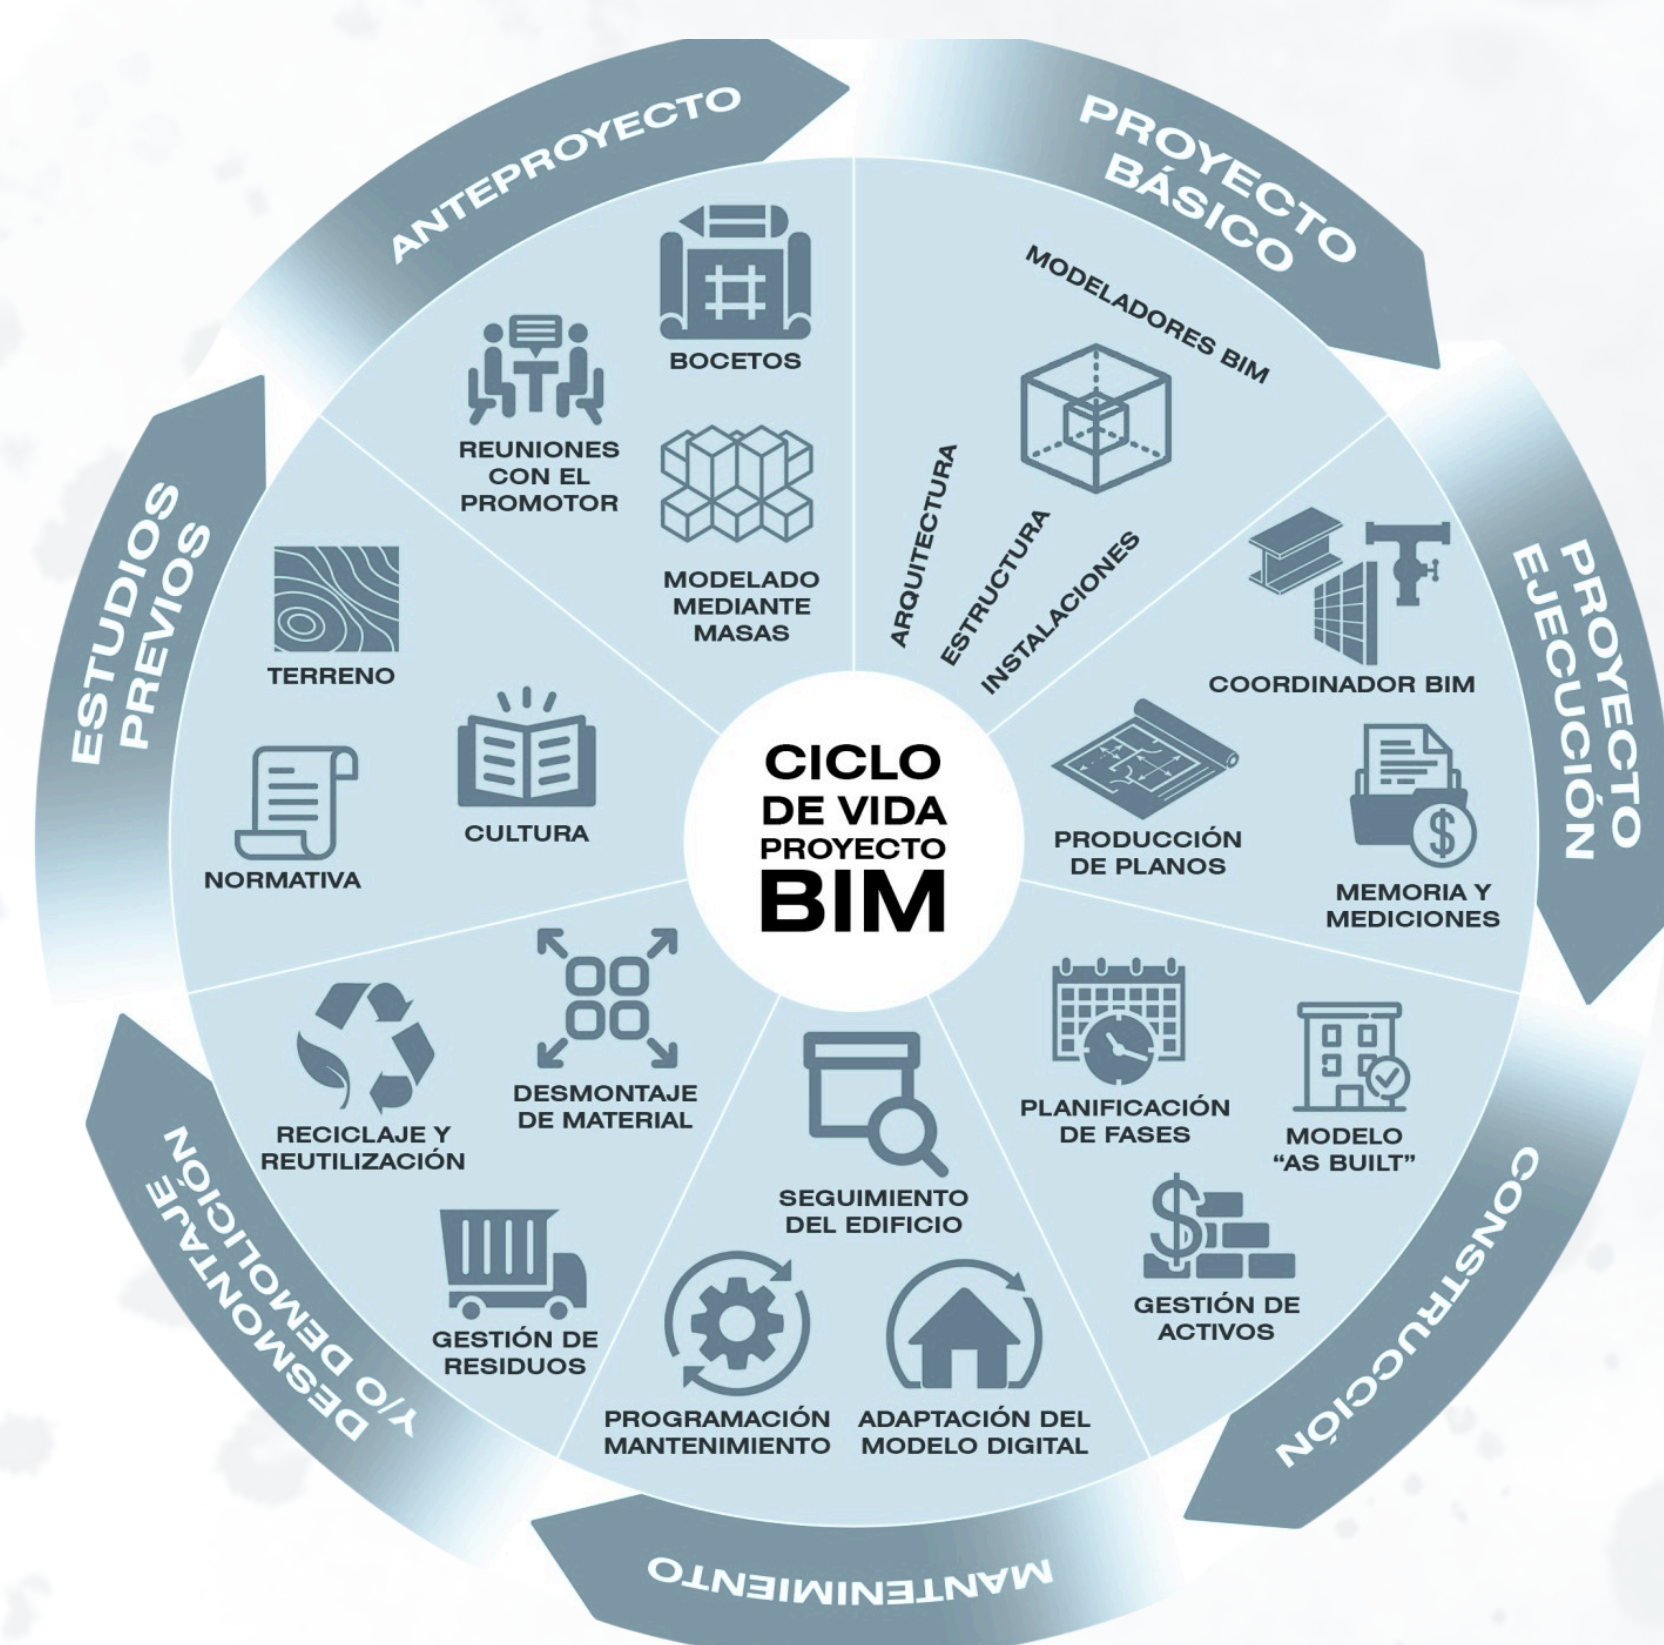 CICLO
DE VIDA
PROYECTO
BIM
ESTUDIOS
PREVIOS
TERRENO
NORMATIVA
CULTURA
ANTEPROYECTO
REUNIONES
CON EL
PROMOTOR
BOCETOS
MODELADO
MEDIANTE
MASAS
PROYECTO
BÁSICO
MODELADORES BIM
ARQUITECTURA
ESTRUCTURA
INSTALACIONES
PROYECTO
EJECUCIÓN
COORDINADOR BIM
PRODUCCIÓN
DE PLANOS
$
MEMORIA Y
MEDICIONES
CONSTRUCCIÓN
PLANIFICACIÓN
DE FASES
MODELO
“AS BUILT”
$
GESTIÓN DE
ACTIVOS
MANTENIMIENTO
SEGUIMIENTO
DEL EDIFICIO
PROGRAMACIÓN
MANTENIMIENTO
ADAPTACIÓN DEL
MODELO DIGITAL
DESMONTAJE
Y/O DEMOLICIÓN
DESMONTAJE
DE MATERIAL
RECICLAJE Y
REUTILIZACIÓN
GESTIÓN DE
RESIDUOS